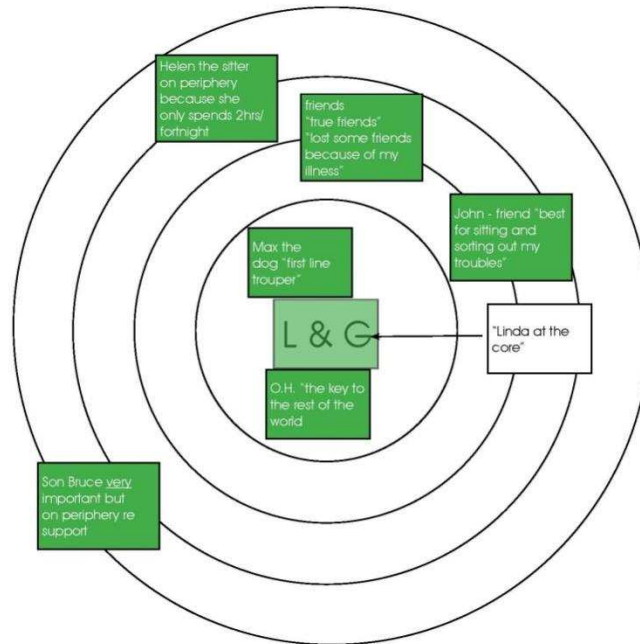 Helen the sitter
on periphery
because she
only spends 2hrs/
fortnight
friends
"true friends"
"lost some friends
because of my
illness"
John - friend "best
for sitting and
sorting out my
troubles"
Max the
dog "first line
trouper"
L & G
"Linda at the
core"
O.H. "the key to
the rest of the
world
Son Bruce very
important but
on periphery re
support